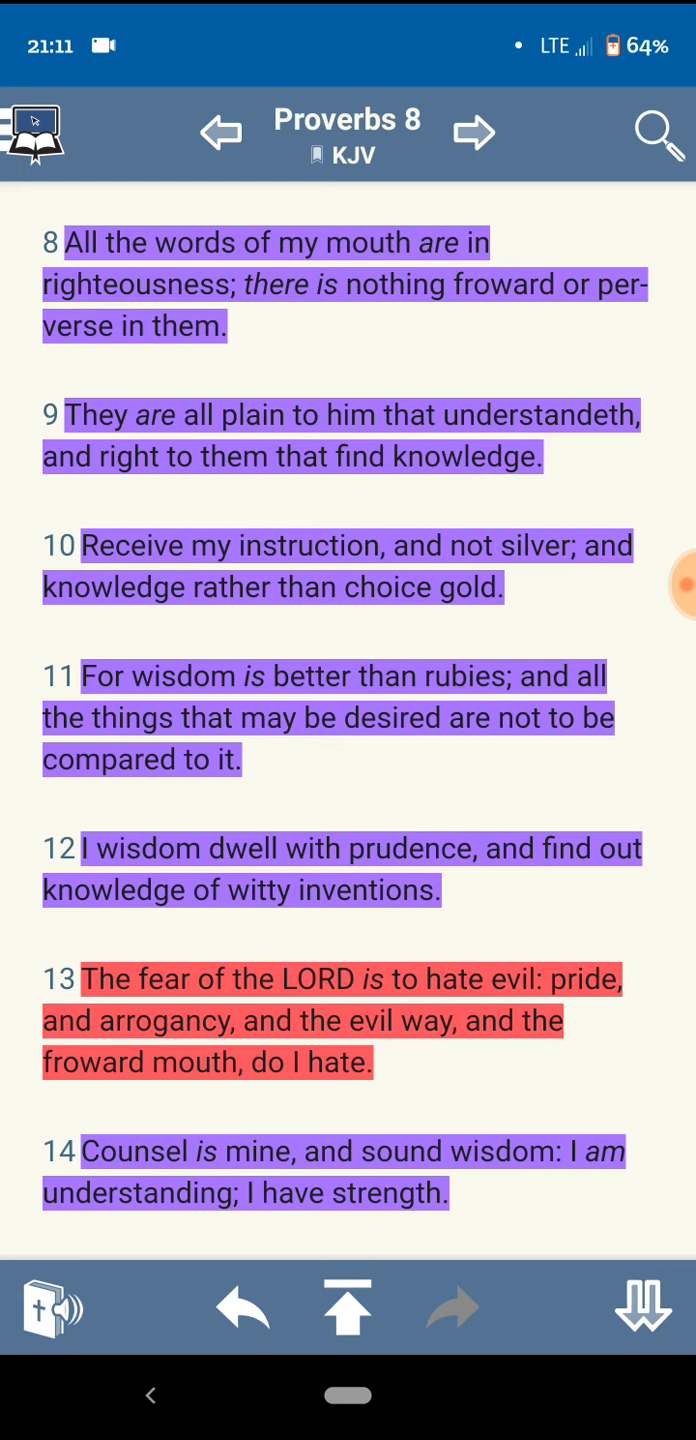 21:11 LTE 64%
Proverbs 8
KJV
8 All the words of my mouth are in
righteousness; there is nothing froward or per-
verse in them.
9 They are all plain to him that understandeth,
and right to them that find knowledge.
10 Receive my instruction, and not silver; and
knowledge rather than choice gold.
11 For wisdom is better than rubies; and all
the things that may be desired are not to be
compared to it.
12 I wisdom dwell with prudence, and find out
knowledge of witty inventions.
13 The fear of the LORD is to hate evil: pride,
and arrogancy, and the evil way, and the
froward mouth, do I hate.
14 Counsel is mine, and sound wisdom: I am
understanding; I have strength.